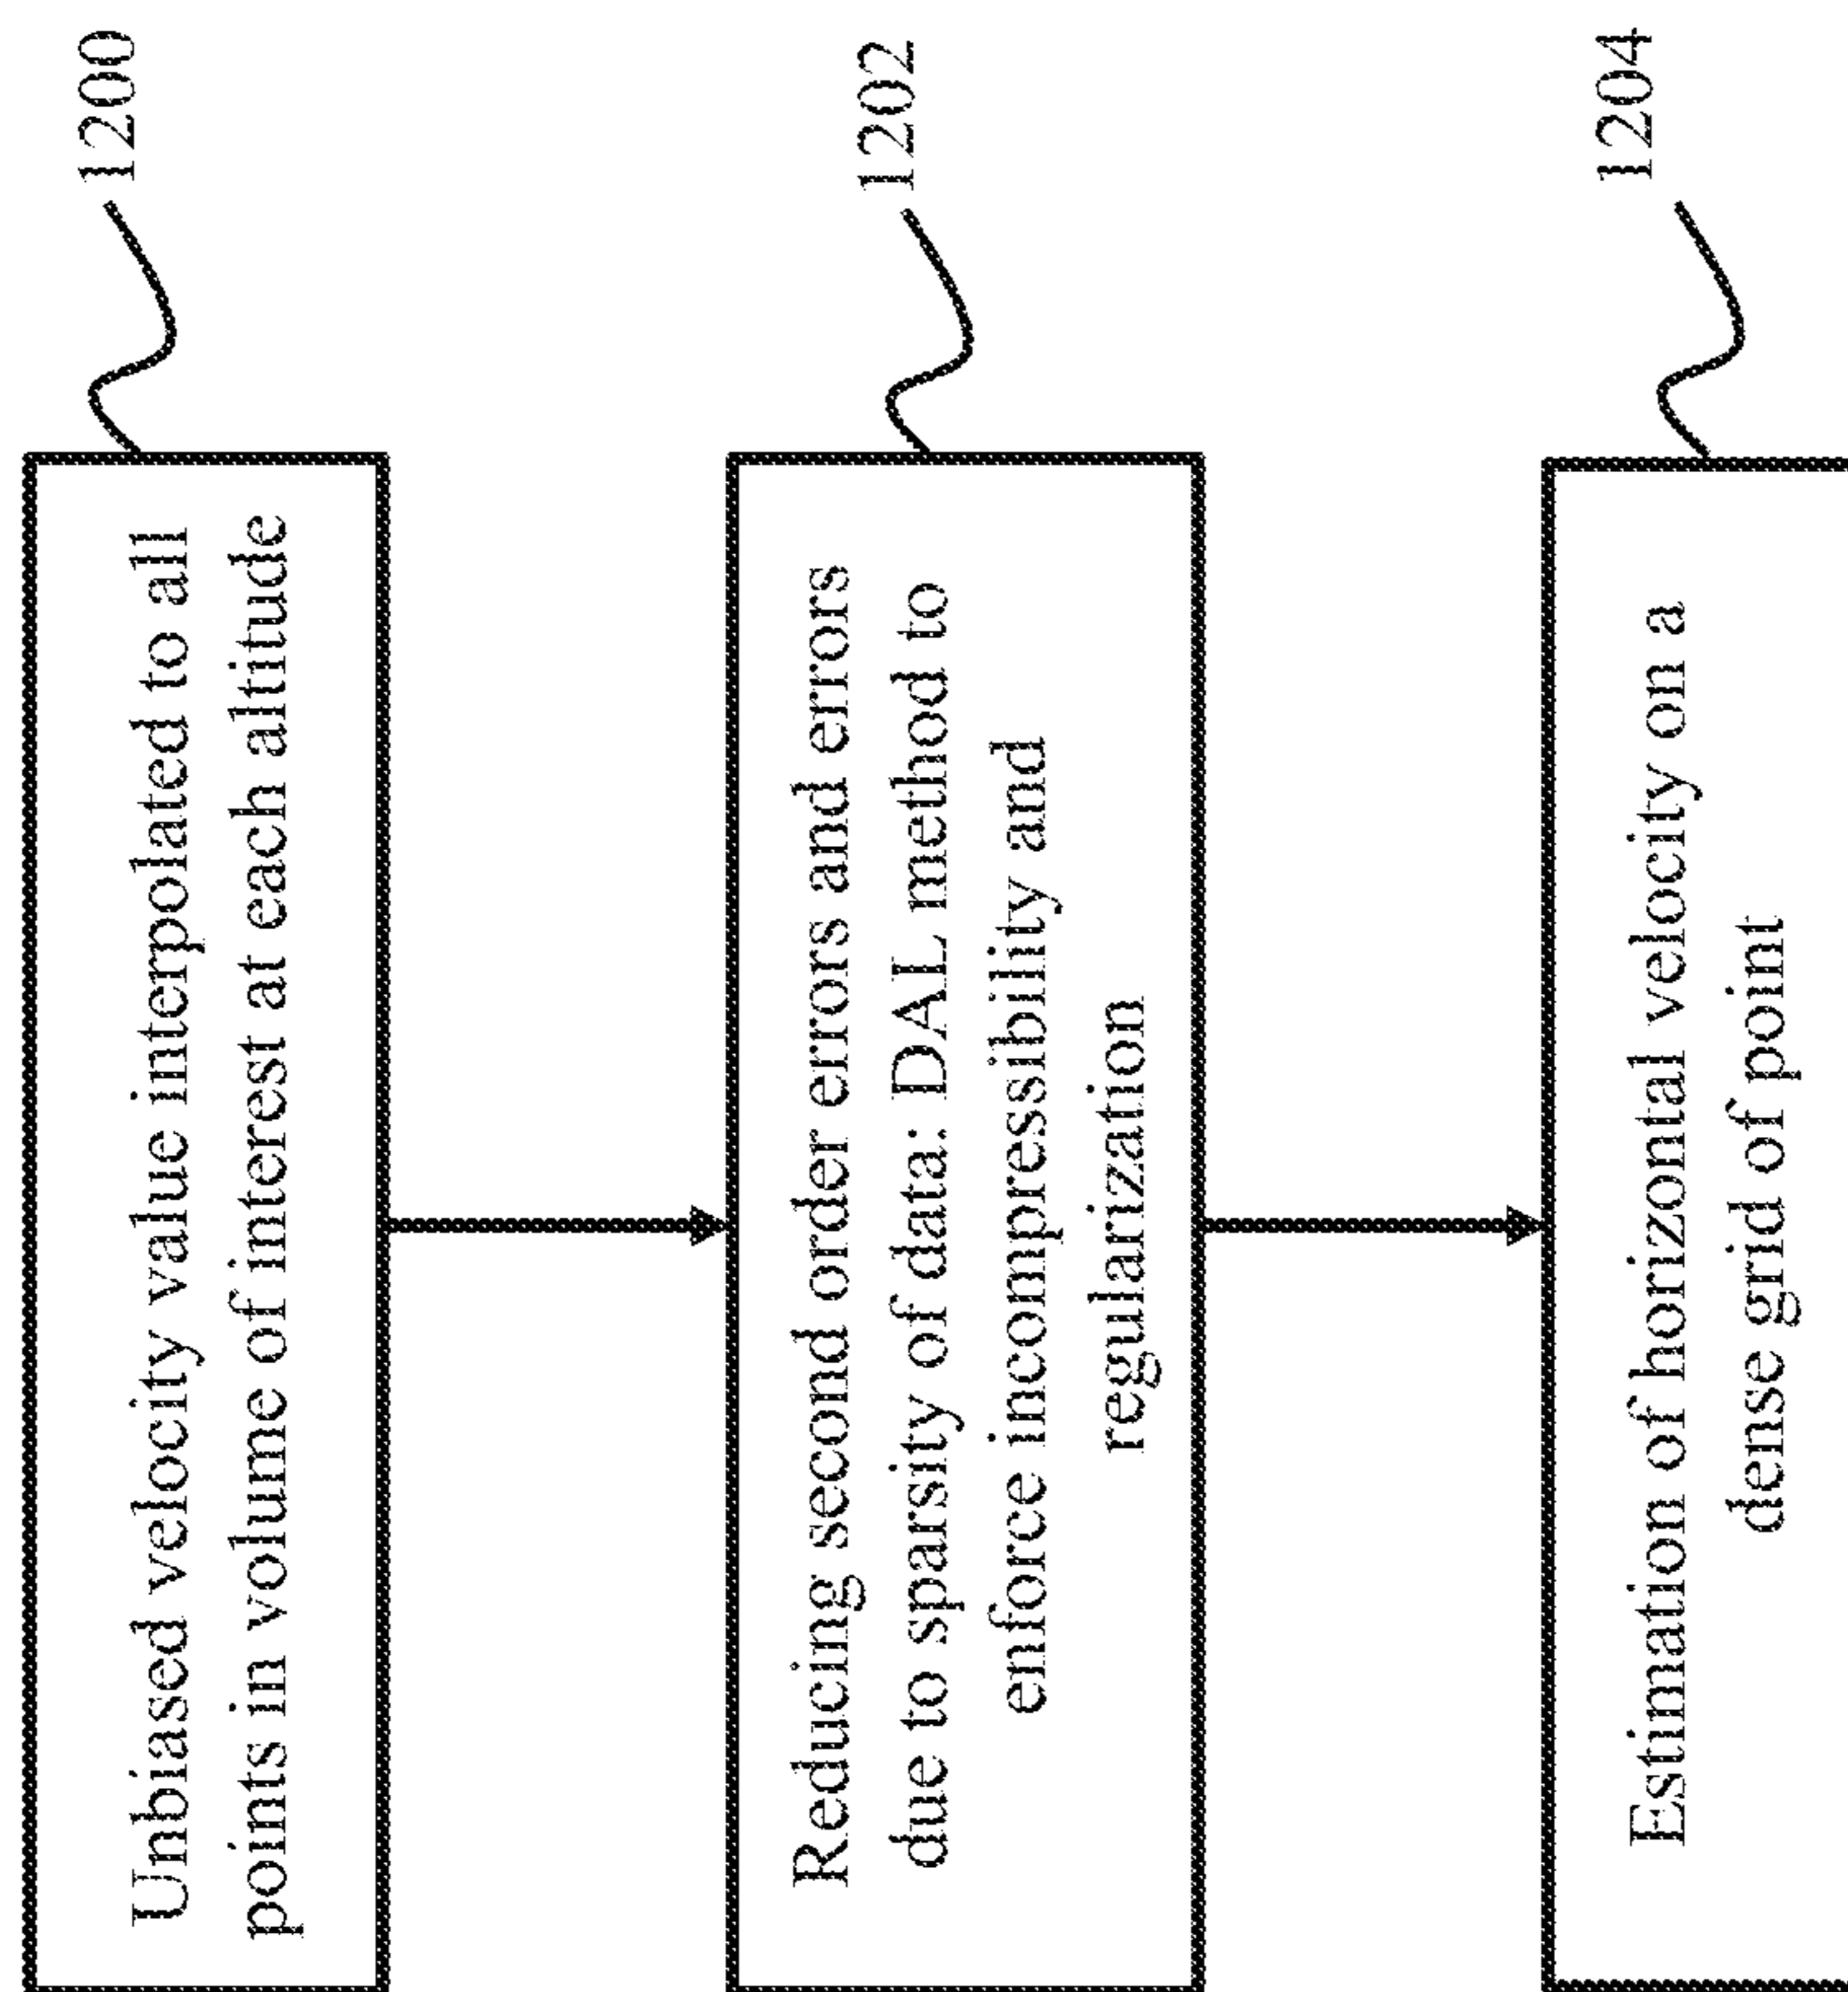 Unbiased velocity value interpolated to all
points in volume of interest at each altitude
1200
Reducing second order errors and errors
due to sparsity of data: DAL method to
enforce incompressibility and
regularization
1202
Estimation of horizontal velocity on a
dense grid of point
1204